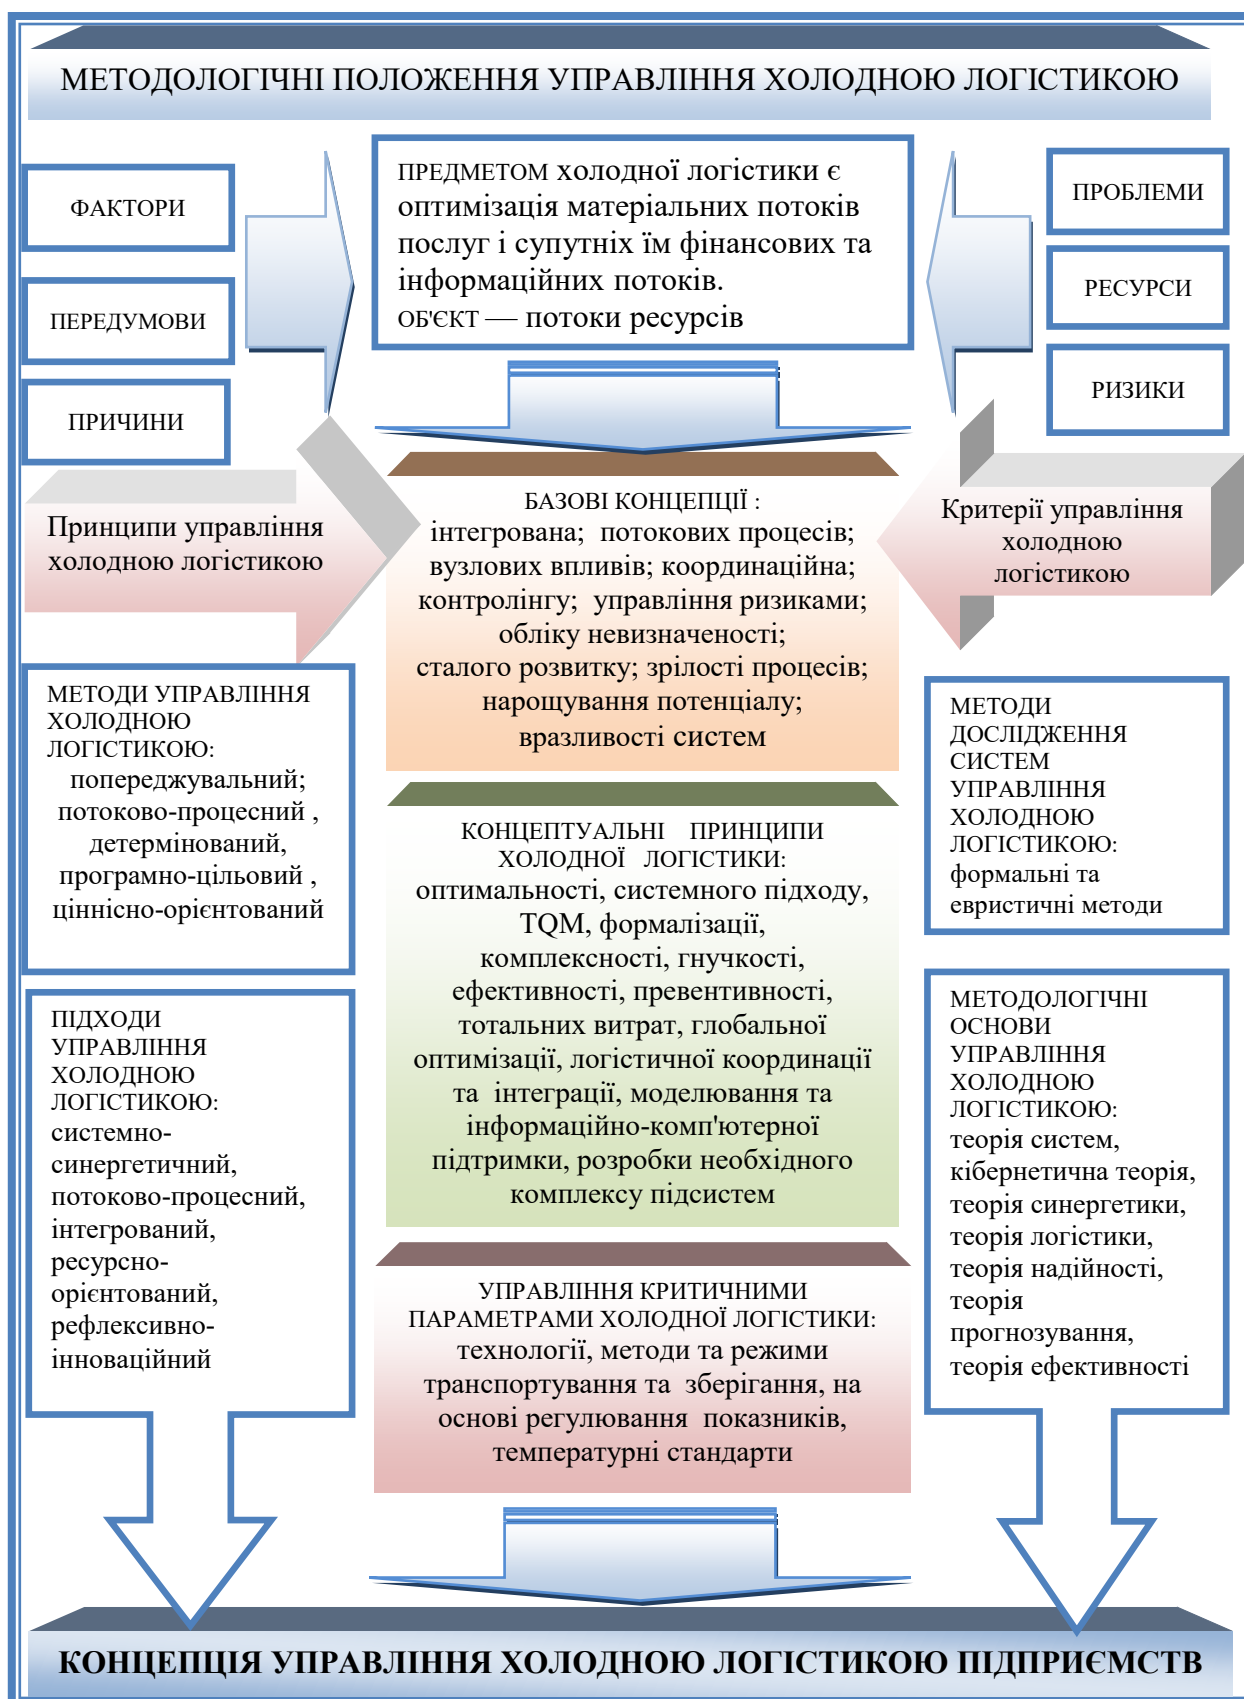 МЕТОДОЛОГІЧНІ ПОЛОЖЕННЯ УПРАВЛІННЯ ХОЛОДНОЮ ЛОГІСТИКОЮ
ФАКТОРИ
ПЕРЕДУМОВИ
ПРИЧИНИ
ПРЕДМЕТОМ холодної логістики є
оптимізація матеріальних потоків
послуг і супутніх їм фінансових та
інформаційних потоків.
ОБ'ЄКТ — потоки ресурсів
ПРОБЛЕМИ
РЕСУРСИ
РИЗИКИ
Принципи управління
холодною логістикою
БАЗОВІ КОНЦЕПЦІЇ :
інтегрована; потокових процесів;
вузлових впливів; координаційна;
контролінгу; управління ризиками;
обліку невизначеності;
сталого розвитку; зрілості процесів;
нарощування потенціалу;
вразливості систем
Критерії управління
холодною
логістикою
МЕТОДИ УПРАВЛІННЯ
ХОЛОДНОЮ
ЛОГІСТИКОЮ:
попереджувальний;
потоково-процесний ,
детермінований,
програмно-цільовий ,
ціннісно-орієнтований
КОНЦЕПТУАЛЬНІ ПРИНЦИПИ
ХОЛОДНОЇ ЛОГІСТИКИ:
оптимальності, системного підходу,
TQM, формалізації,
комплексності, гнучкості,
ефективності, превентивності,
тотальних витрат, глобальної
оптимізації, логістичної координації
та інтеграції, моделювання та
інформаційно-комп'ютерної
підтримки, розробки необхідного
комплексу підсистем
МЕТОДИ
ДОСЛІДЖЕННЯ
СИСТЕМ
УПРАВЛІННЯ
ХОЛОДНОЮ
ЛОГІСТИКОЮ:
формальні та
евристичні методи
ПІДХОДИ
УПРАВЛІННЯ
ХОЛОДНОЮ
ЛОГІСТИКОЮ:
системно-
синергетичний,
потоково-процесний,
інтегрований,
ресурсно-
орієнтований,
рефлексивно-
інноваційний
УПРАВЛІННЯ КРИТИЧНИМИ
ПАРАМЕТРАМИ ХОЛОДНОЇ ЛОГІСТИКИ:
технології, методи та режими
транспортування та зберігання, на
основі регулювання показників,
температурні стандарти
МЕТОДОЛОГІЧНІ
ОСНОВИ
УПРАВЛІННЯ
ХОЛОДНОЮ
ЛОГІСТИКОЮ:
теорія систем,
кібернетична теорія,
теорія синергетики,
теорія логістики,
теорія надійності,
теорія
прогнозування,
теорія ефективності
КОНЦЕПЦІЯ УПРАВЛІННЯ ХОЛОДНОЮ ЛОГІСТИКОЮ ПІДПРИЄМСТВ